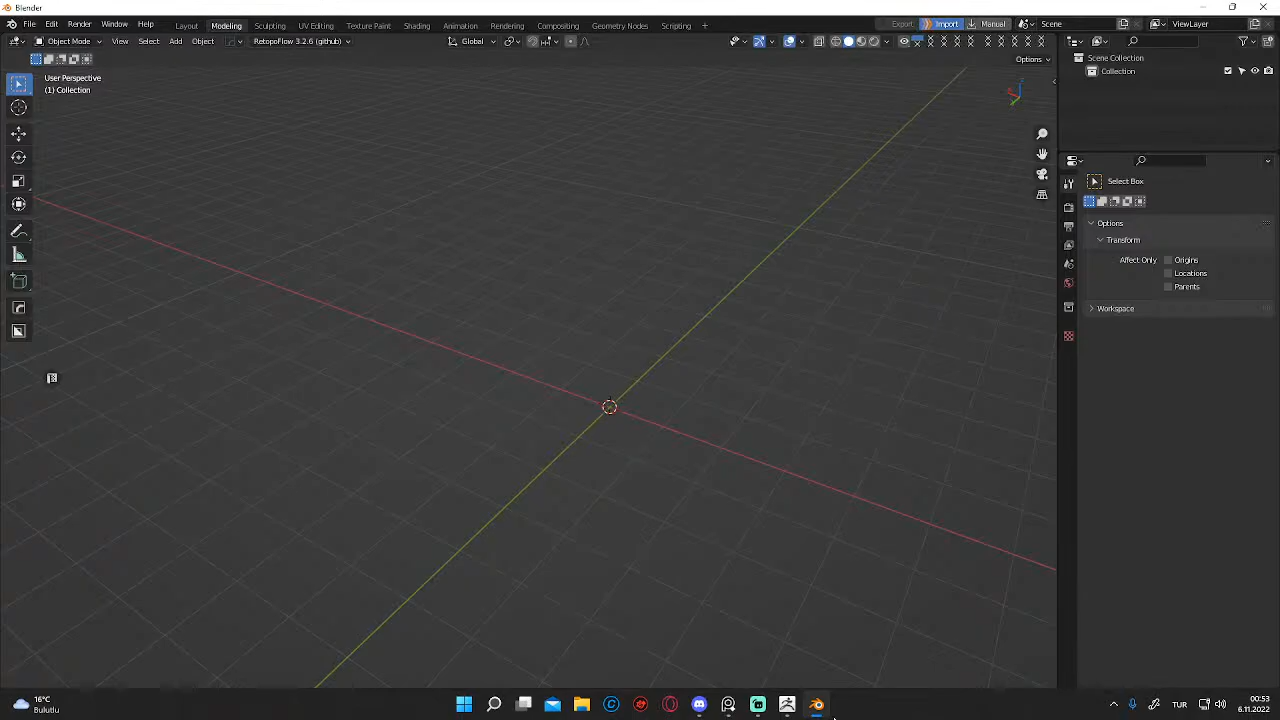 Blender
File Edit Render Window Help Layout Modeling Sculpting UV Editing Texture Paint Shading Animation Rendering Compositing Geometry Nodes Scripting + Export Import Manual Scene ViewLayer
Object Mode View Select Add Object RetopoFlow 3.2.6 (github) Global
Options
User Perspective
(1) Collection
Scene Collection
Collection
Select Box
Options
Transform
Affect Only Origins
Locations
Parents
Workspace
16°C
Bulutlu
TUR
00:53
6.11.2022